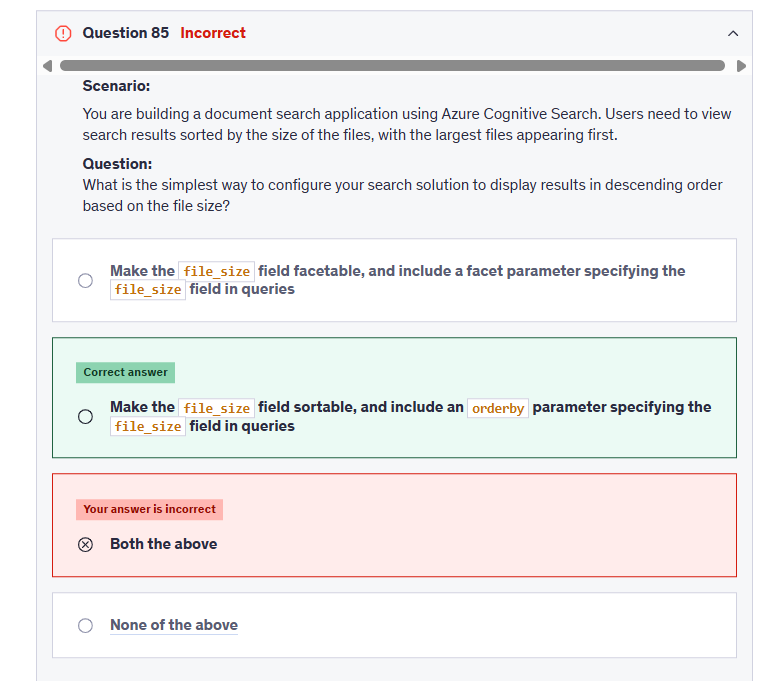 Question 85 Incorrect
Scenario:
You are building a document search application using Azure Cognitive Search. Users need to view
search results sorted by the size of the files, with the largest files appearing first.
Question:
What is the simplest way to configure your search solution to display results in descending order
based on the file size?
Make the file_size field facetable, and include a facet parameter specifying the
file_size field in queries
Correct answer
Make the file_size field sortable, and include an orderby parameter specifying the
file_size field in queries
Your answer is incorrect
Both the above
None of the above